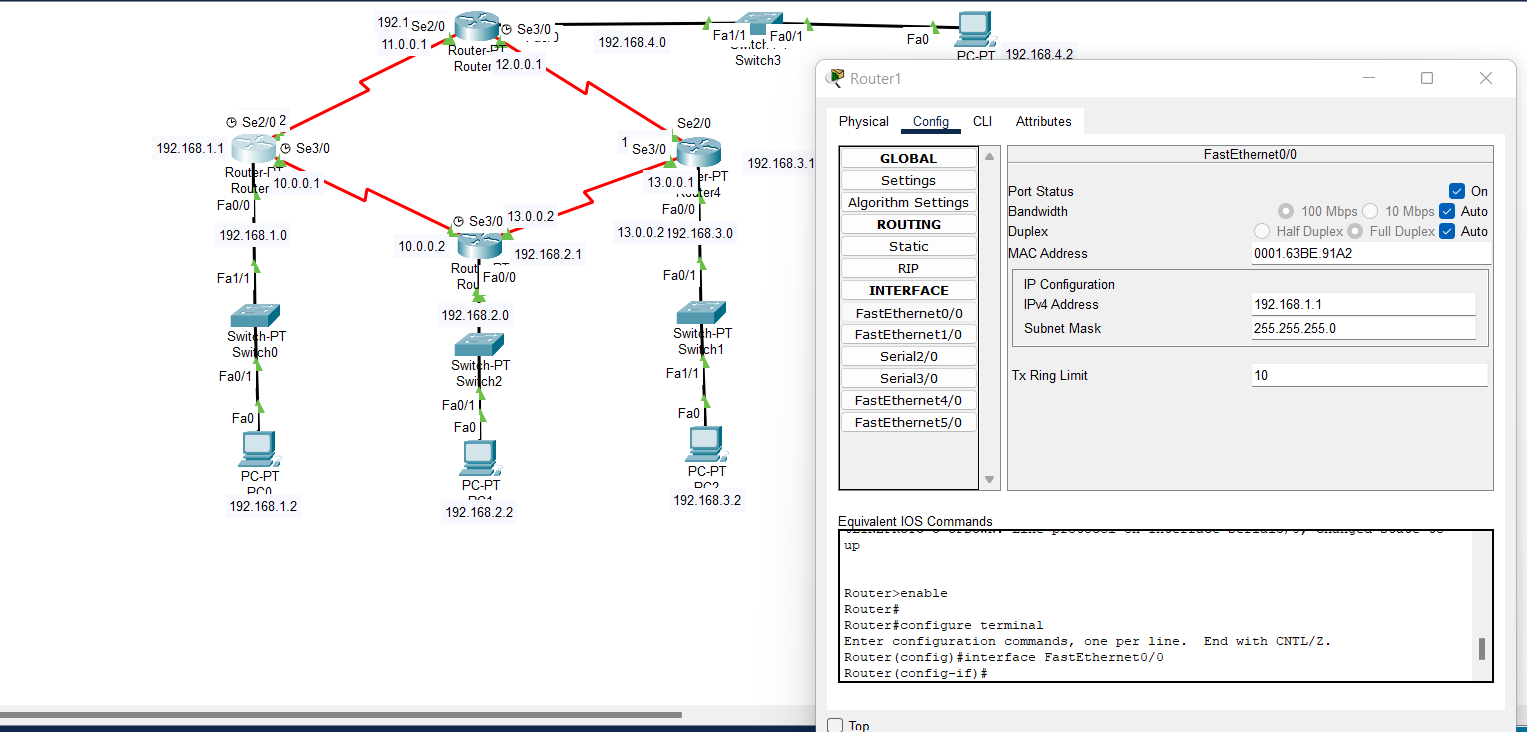 192.1
Se2/0
Se3/0
11.0.0.1
Router-PT
Router
12.0.0.1
192.168.4.0
Fa1/1
Fa0/1
Switch3
Fa0
PC-PT
192.168.4.2
Se2/0
2
192.168.1.1
Se3/0
Router
10.0.0.1
Fa0/0
192.168.1.0
Fa1/1
Switch-PT
Switch0
Fa0/1
Fa0
PC-PT
PC0
192.168.1.2
Se3/0
13.0.0.2
10.0.0.2
192.168.2.1
Rout
Rou
Fa0/0
192.168.2.0
Switch-PT
Switch2
Fa0/1
Fa0
PC-PT
PC1
192.168.2.2
Se2/0
1
Se3/0
192.168.3.1
er-PT
13.0.0.1
uter4
Fa0/0
13.0.0.2
192.168.3.0
Fa0/1
Switch-PT
Switch1
Fa1/1
Fa0
PC-PT
PC2
192.168.3.2
Router1
Physical Config CLI Attributes
GLOBAL
Settings
Algorithm Settings
ROUTING
Static
RIP
INTERFACE
FastEthernet0/0
FastEthernet1/0
Serial2/0
Serial3/0
FastEthernet4/0
FastEthernet5/0
FastEthernet0/0
Port Status On
Bandwidth 100 Mbps 10 Mbps Auto
Duplex Half Duplex Full Duplex Auto
MAC Address 0001.63BE.91A2
IP Configuration
IPv4 Address 192.168.1.1
Subnet Mask 255.255.255.0
Tx Ring Limit 10
Equivalent IOS Commands
up
Router>enable
Router#
Router#configure terminal
Enter configuration commands, one per line.  End with CNTL/Z.
Router(config)#interface FastEthernet0/0
Router(config-if)#
Top